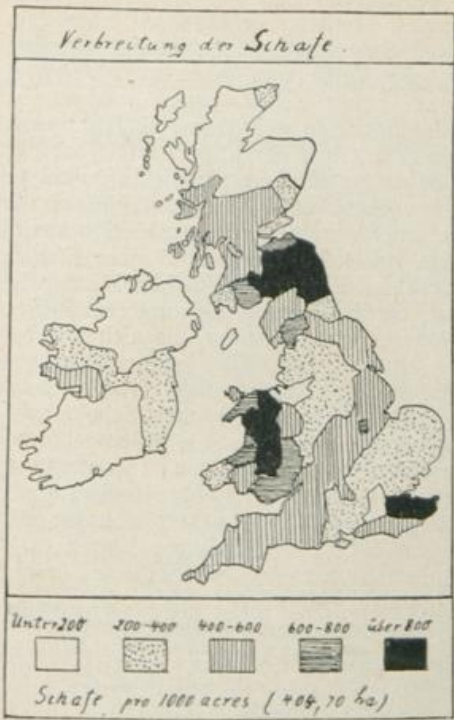 Verbreitung der Schafe.
Unter 200 200-400 400-600 600-800 über 800
Schafe pro 1000 acres (404,70 ha)